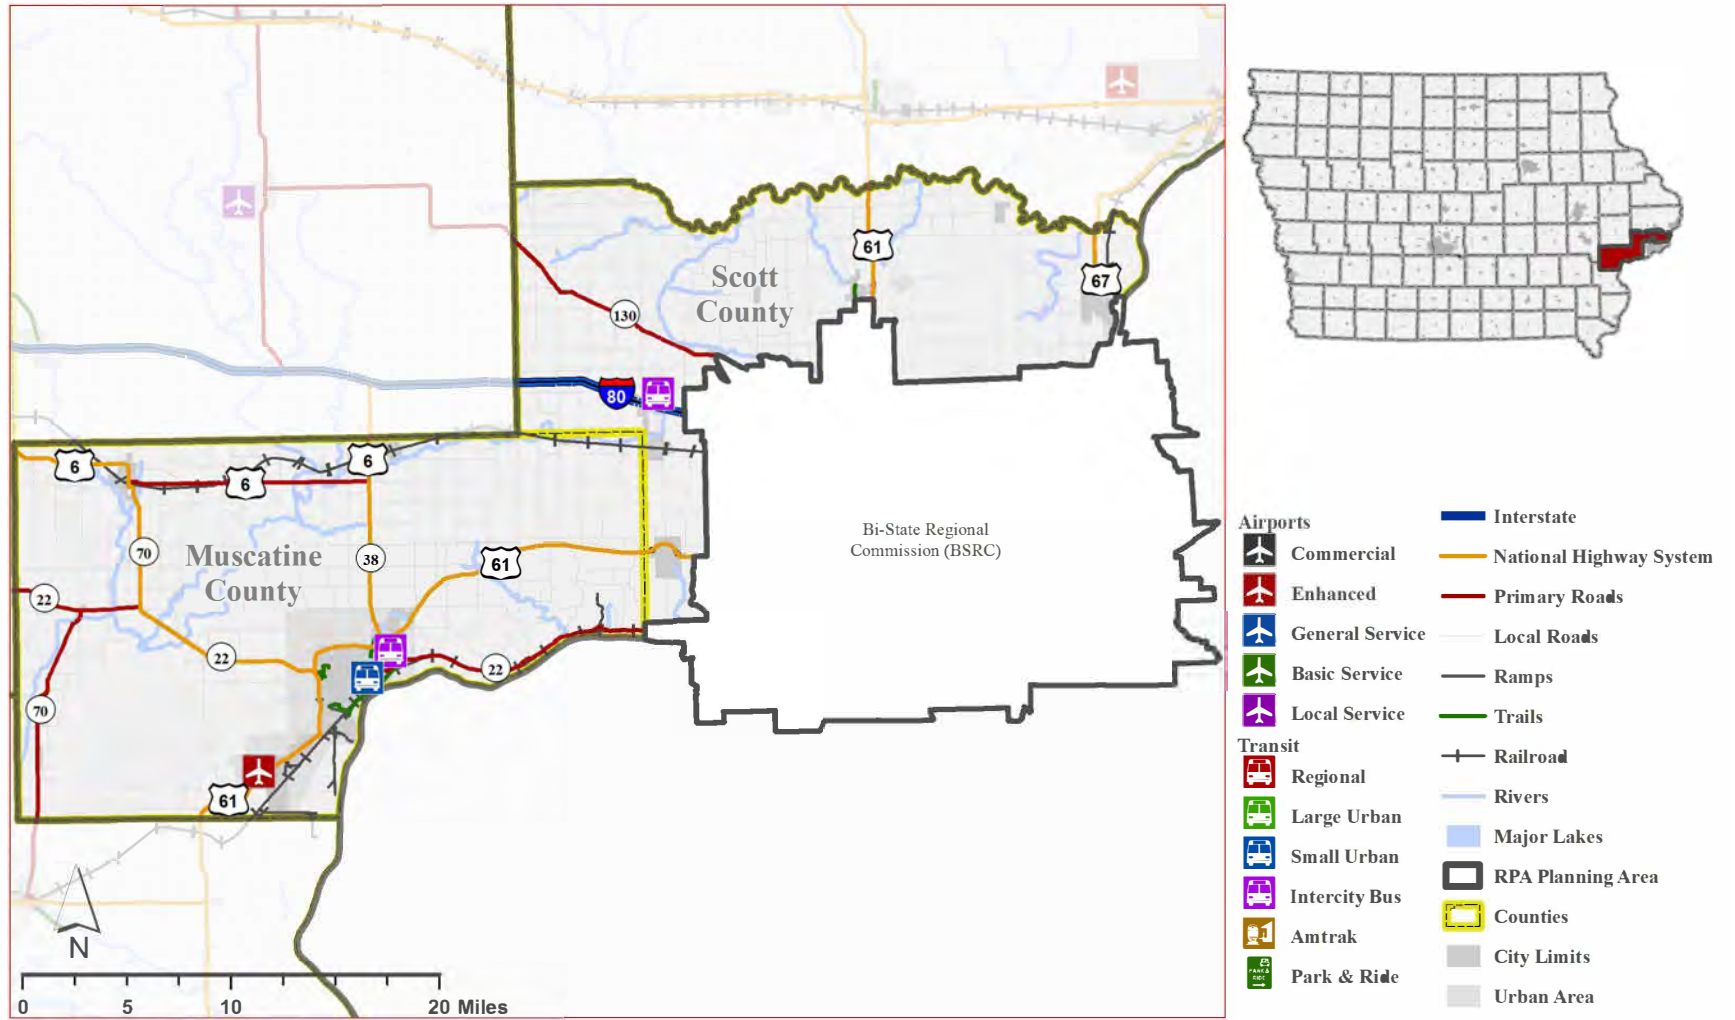 61
67
Scott
County
130
80
6
6
6
70
38
61
Muscatine
County
Bi-State Regional
Commission (BSRC)
22
22
22
70
61
N
0 5 10 20 Miles
Airports
Commercial
Enhanced
General Service
Basic Service
Local Service
Transit
Regional
Large Urban
Small Urban
Intercity Bus
Amtrak
PARK &
RIDE
Park & Ride
Interstate
National Highway System
Primary Roads
Local Roads
Ramps
Trails
Railroad
Rivers
Major Lakes
RPA Planning Area
Counties
City Limits
Urban Area